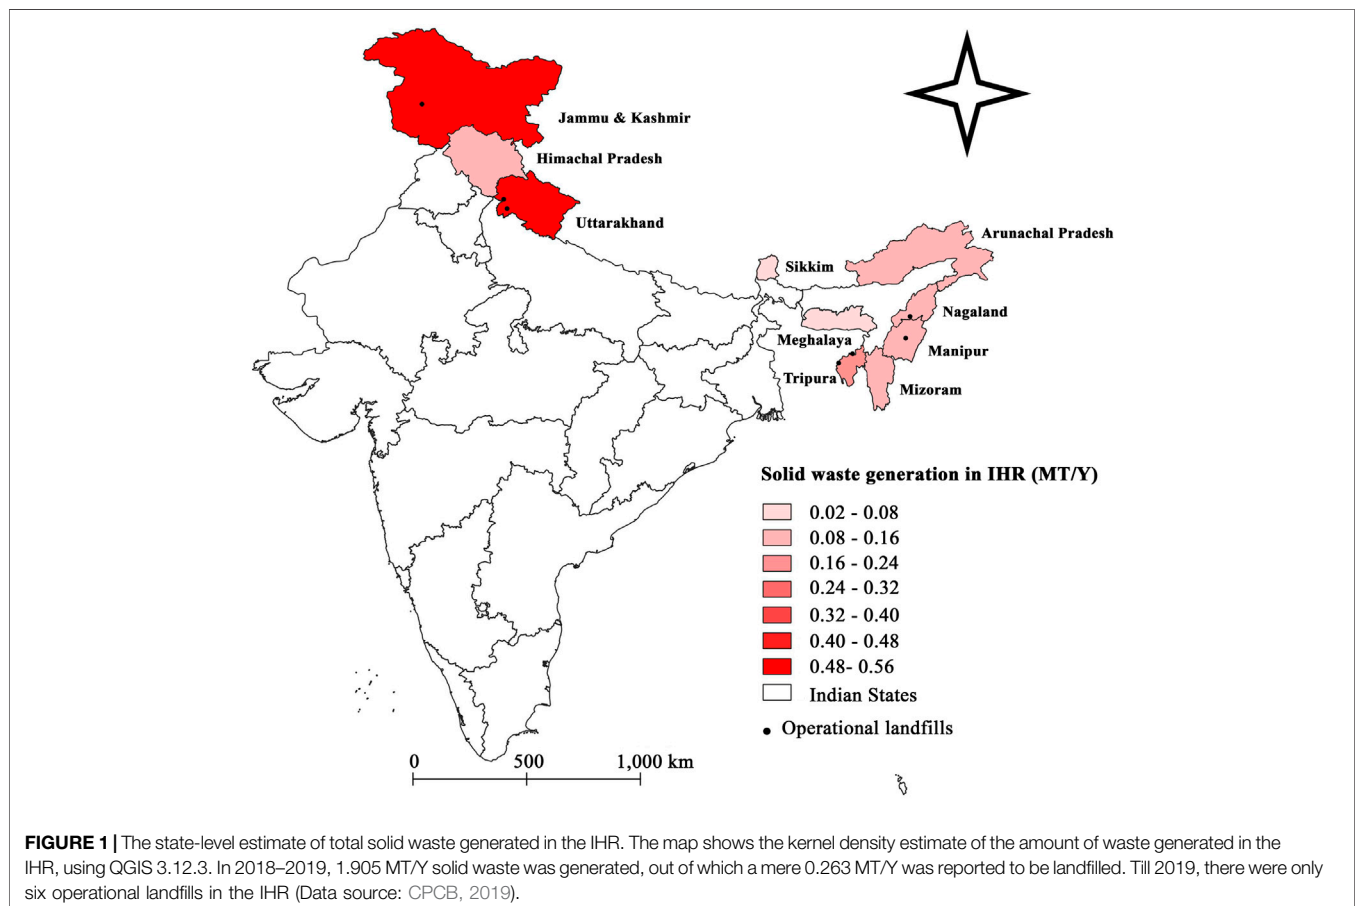 Jammu & Kashmir
Himachal Pradesh
Uttarakhand
Arunachal Pradesh
Sikkim
Nagaland
Meghalaya
Manipur
Tripura
Mizoram
Solid waste generation in IHR (MT/Y)
0.02 - 0.08
0.08 - 0.16
0.16 - 0.24
0.24 - 0.32
0.32 - 0.40
0.40 - 0.48
0.48- 0.56
Indian States
Operational landfills
0 500 1,000 km
FIGURE 1 | The state-level estimate of total solid waste generated in the IHR. The map shows the kernel density estimate of the amount of waste generated in the
IHR, using QGIS 3.12.3. In 2018–2019, 1.905 MT/Y solid waste was generated, out of which a mere 0.263 MT/Y was reported to be landfilled. Till 2019, there were only
six operational landfills in the IHR (Data source: CPCB, 2019).